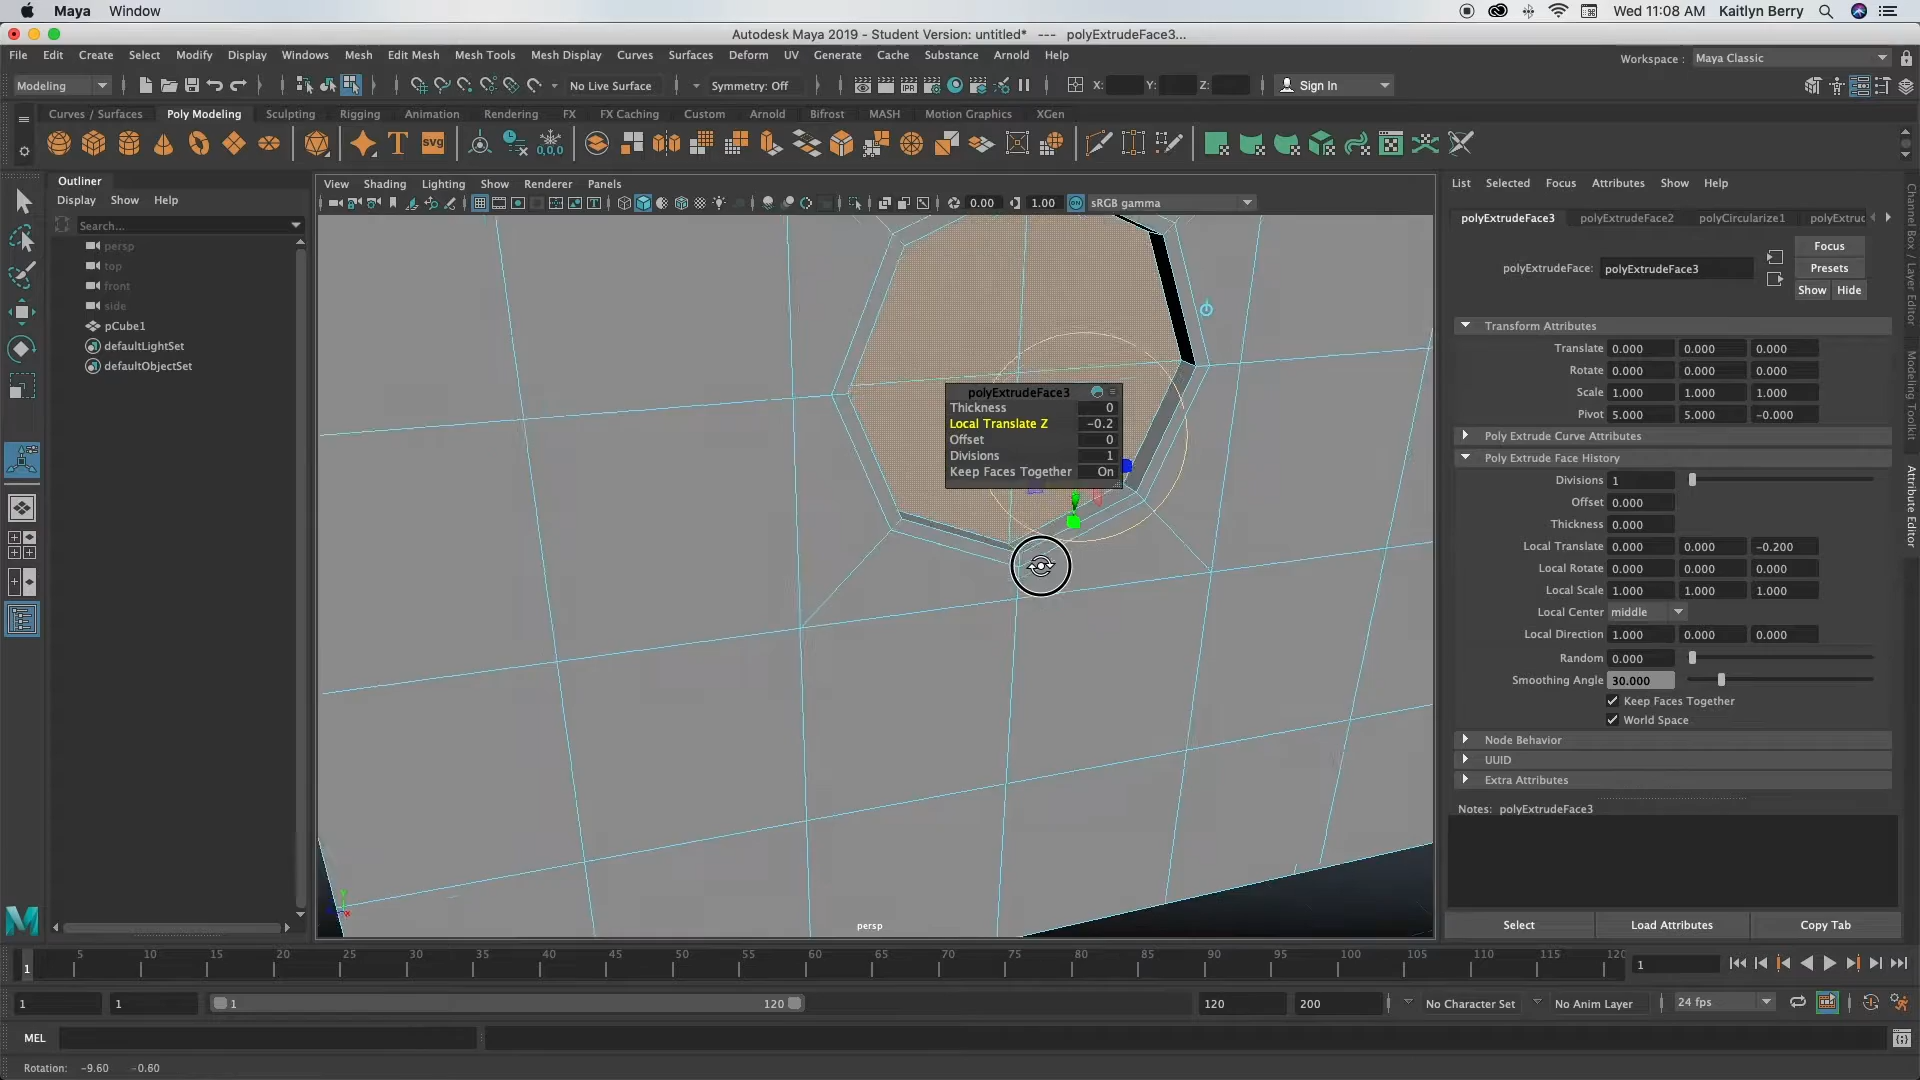 Maya Window
Wed 11:08 AM Kaitlyn Berry
Autodesk Maya 2019 - Student Version: untitled* --- polyExtrudeFace3...
File Edit Create Select Modify Display Windows Mesh Edit Mesh Mesh Tools Mesh Display Curves Surfaces Deform UV Generate Cache Substance Arnold Help
Workspace : Maya Classic
Modeling No Live Surface Symmetry: Off IPR X: Y: Z: Sign In
Curves / Surfaces Poly Modeling Sculpting Rigging Animation Rendering FX FX Caching Custom Arnold Bifrost MASH Motion Graphics XGen
T SVG 0,0,0
Outliner
Display Show Help
Search...
persp
top
front
side
pCube1
defaultLightSet
defaultObjectSet
View Shading Lighting Show Renderer Panels
0.00 1.00 ON sRGB gamma
polyExtrudeFace3
Thickness 0
Local Translate Z -0.2
Offset 0
Divisions 1
Keep Faces Together On
y
x
persp
List Selected Focus Attributes Show Help
polyExtrudeFace3 polyExtrudeFace2 polyCircularize1 polyExtruc
polyExtrudeFace: polyExtrudeFace3
Focus
Presets
Show Hide
Transform Attributes
Translate 0.000 0.000 0.000
Rotate 0.000 0.000 0.000
Scale 1.000 1.000 1.000
Pivot 5.000 5.000 -0.000
Poly Extrude Curve Attributes
Poly Extrude Face History
Divisions 1
Offset 0.000
Thickness 0.000
Local Translate 0.000 0.000 -0.200
Local Rotate 0.000 0.000 0.000
Local Scale 1.000 1.000 1.000
Local Center middle
Local Direction 1.000 0.000 0.000
Random 0.000
Smoothing Angle 30.000
Keep Faces Together
World Space
Node Behavior
UUID
Extra Attributes
Notes: polyExtrudeFace3
Select Load Attributes Copy Tab
Channel Box / Layer Editor
Modeling Toolkit
Attribute Editor
1 5 10 15 20 25 30 35 40 45 50 55 60 65 70 75 80 85 90 95 100 105 110 115 120 1
1 1 1 120 120 200 No Character Set No Anim Layer 24 fps
MEL
Rotation: -9.60 -0.60